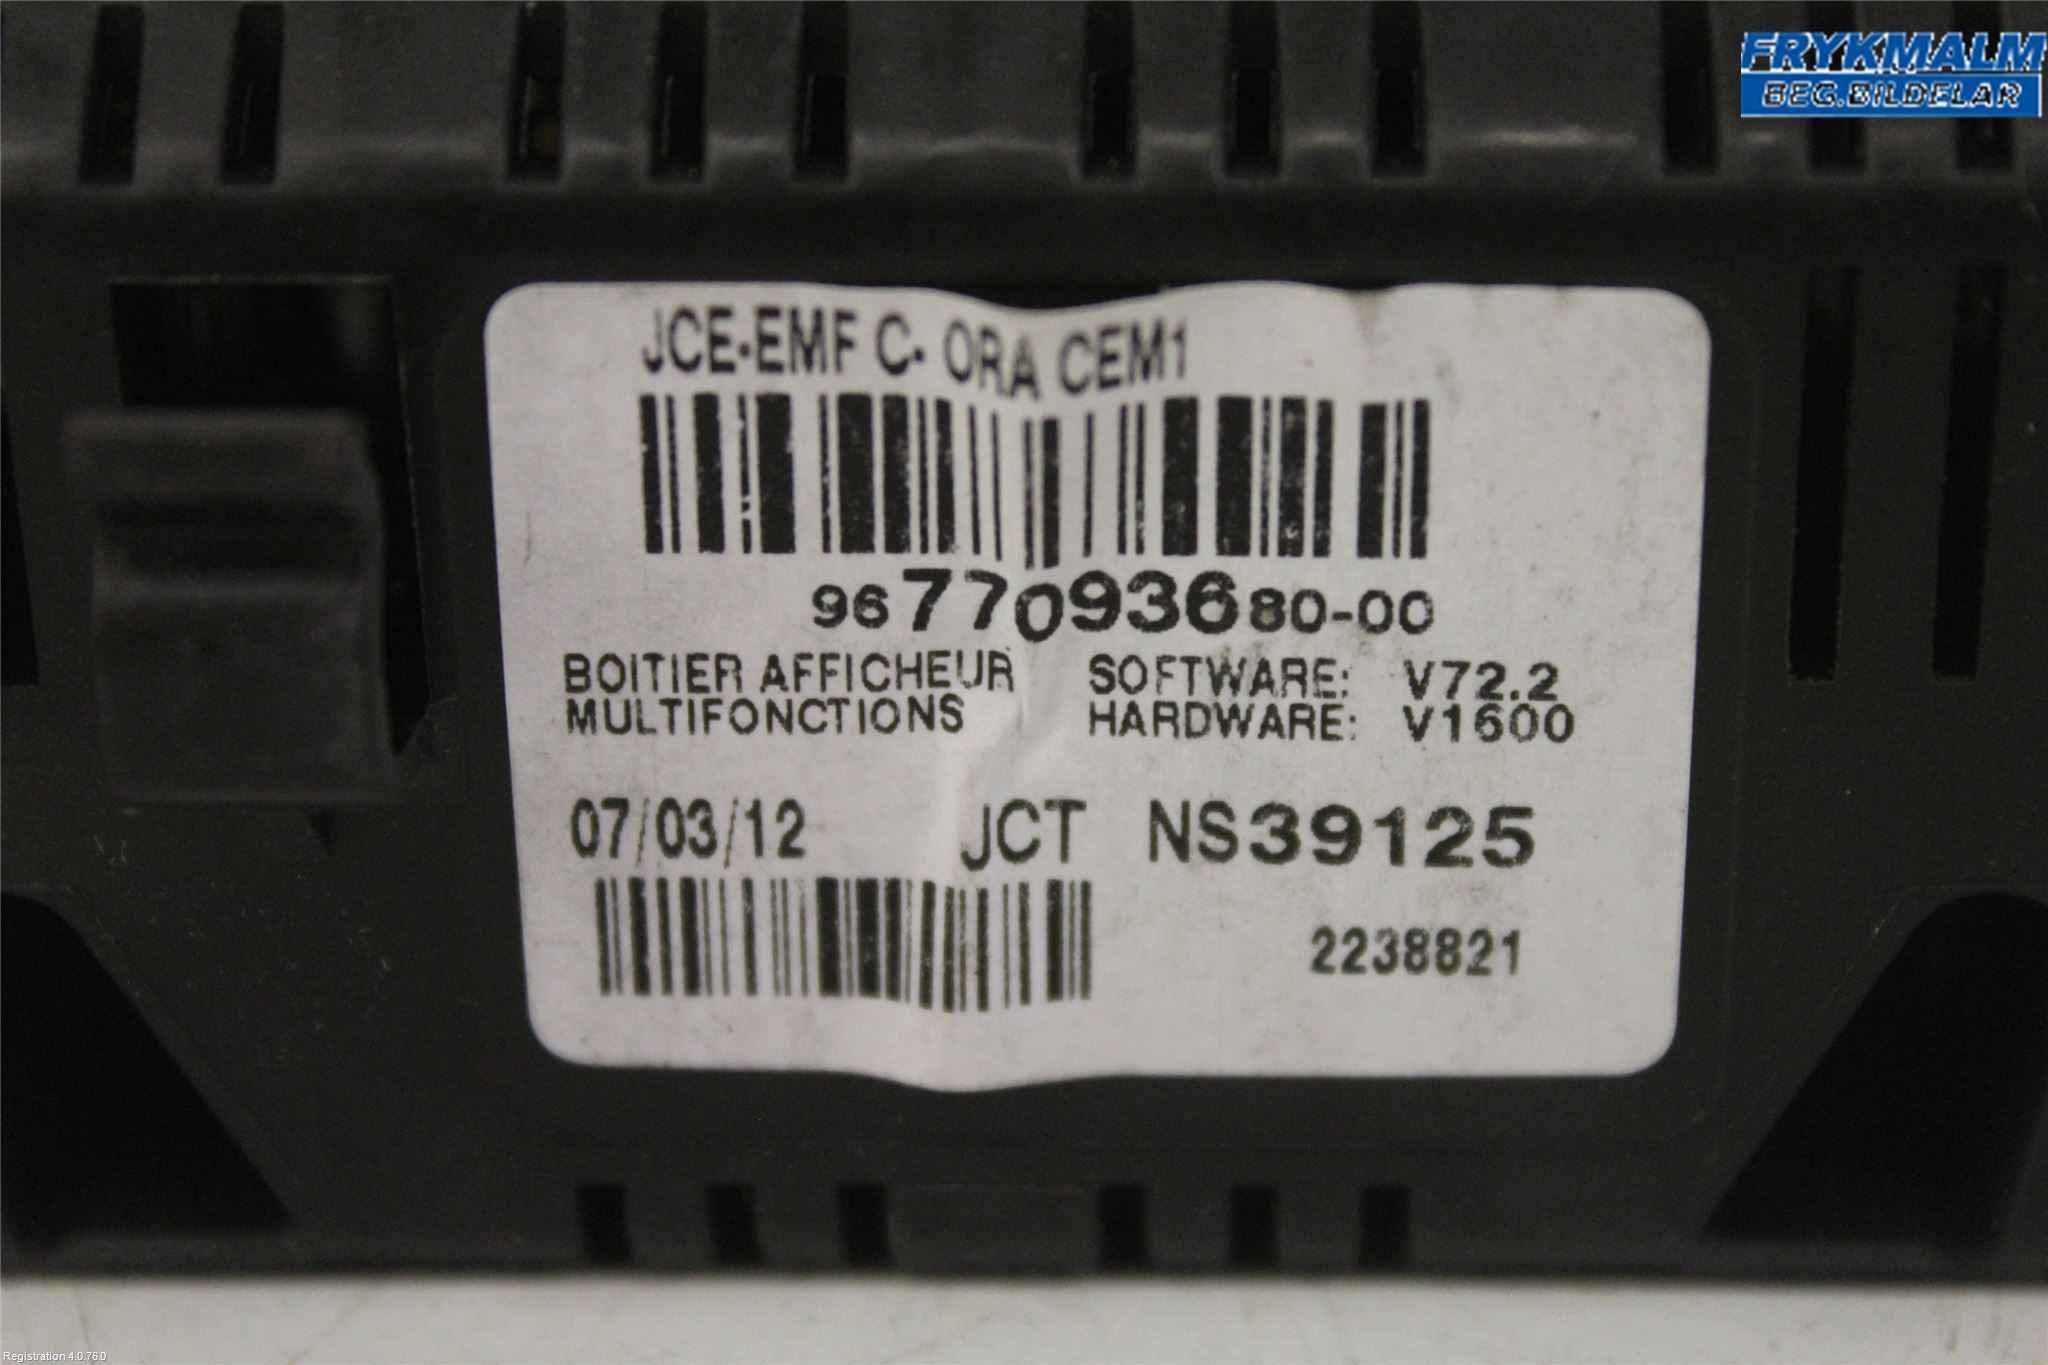 FRYKMALM
BEG.BILDELAR
JCE-EMF C- ORA CEM1
9677093680-00
BOITIER AFFICHEUR
MULTIFONCTIONS
SOFTWARE: V72.2
HARDWARE: V1600
07/03/12 JCT NS39125
2238821
Registration 4.0.76.0